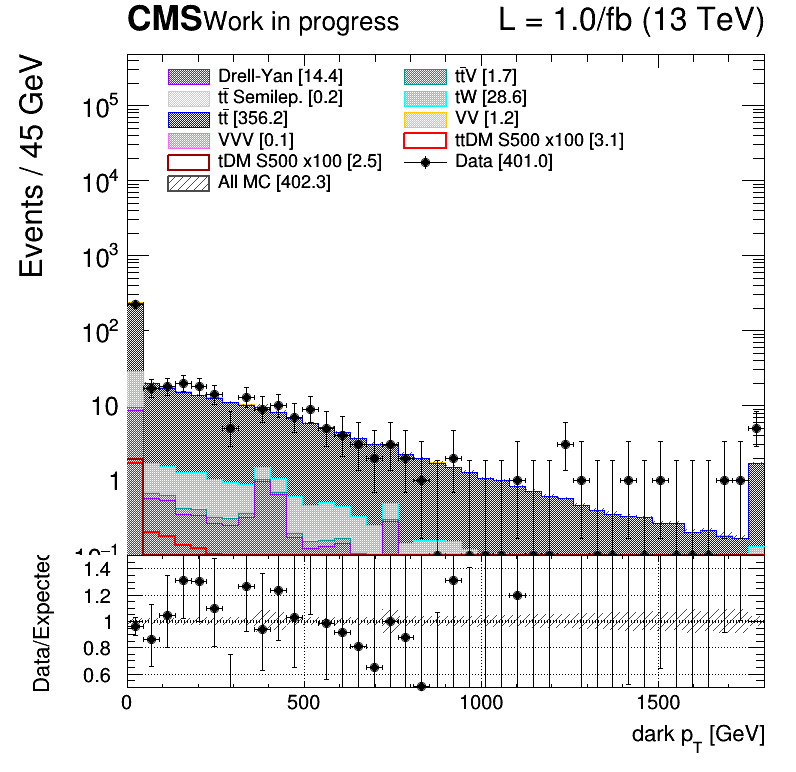 CMS Work in progress L = 1.0/fb (13 TeV)
Events / 45 GeV
Drell-Yan [14.4] tt̄V [1.7]
tt̄ Semilep. [0.2] tW [28.6]
tt̄ [356.2] VV [1.2]
VVV [0.1] ttDM S500 x100 [3.1]
tDM S500 x100 [2.5] Data [401.0]
All MC [402.3]
10⁵
10⁴
10³
10²
10
1
10⁻¹
Data/Expected
1.4
1.2
1
0.8
0.6
0 500 1000 1500
dark p_T [GeV]